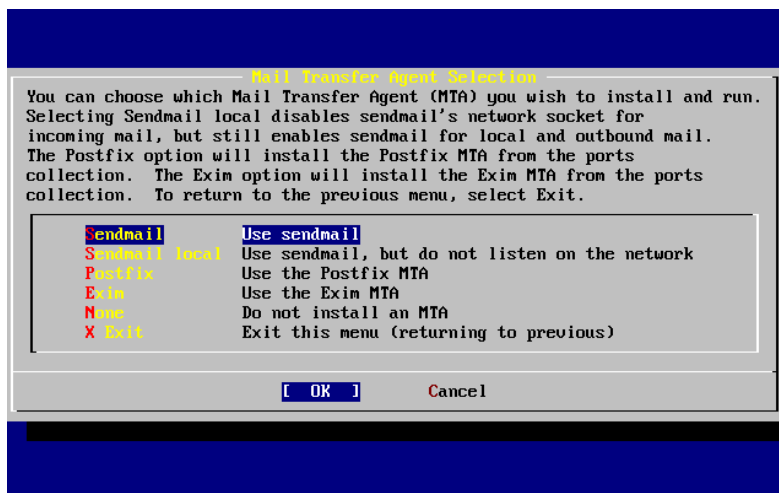 Mail Transfer Agent Selection
You can choose which Mail Transfer Agent (MTA) you wish to install and run.
Selecting Sendmail local disables sendmail's network socket for
incoming mail, but still enables sendmail for local and outbound mail.
The Postfix option will install the Postfix MTA from the ports
collection.  The Exim option will install the Exim MTA from the ports
collection.  To return to the previous menu, select Exit.
Sendmail Use sendmail
Sendmail local Use sendmail, but do not listen on the network
Postfix Use the Postfix MTA
Exim Use the Exim MTA
None Do not install an MTA
X Exit Exit this menu (returning to previous)
[ OK ] Cancel